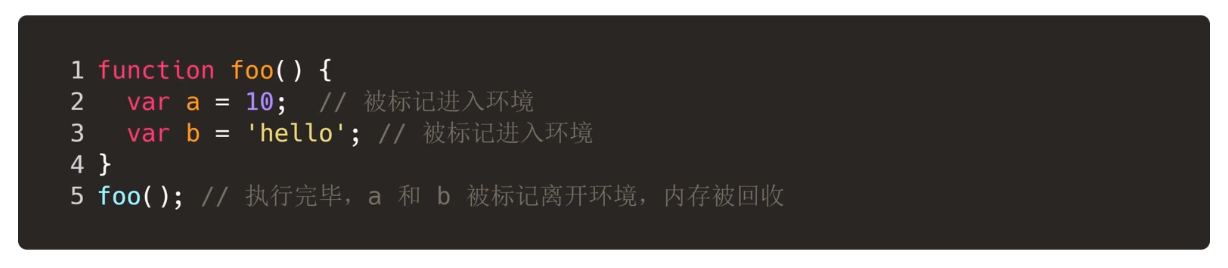 1 function foo() {
2   var a = 10;  // 被标记进入环境
3   var b = 'hello'; // 被标记进入环境
4 }
5 foo(); // 执行完毕，a 和 b 被标记离开环境，内存被回收